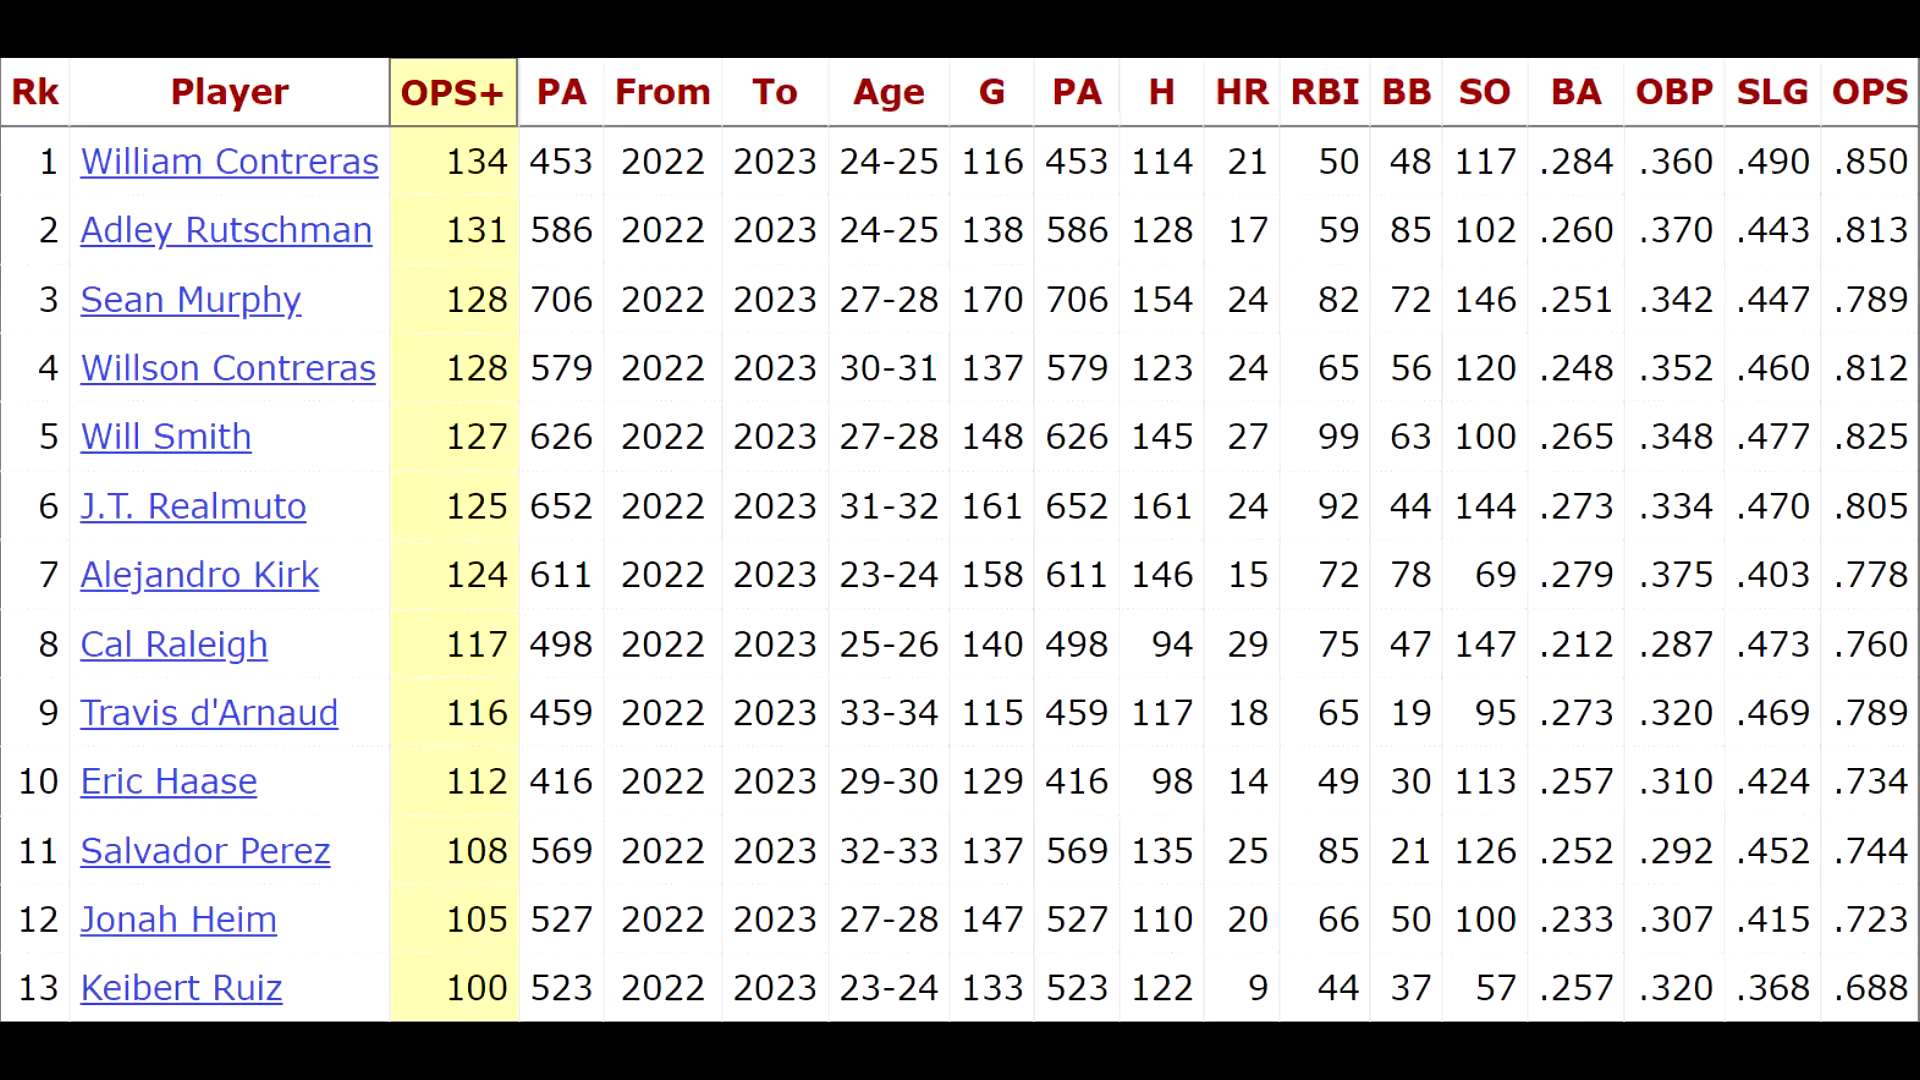 Rk Player OPS+ PA From To Age G PA H HR RBI BB SO BA OBP SLG OPS
1 William Contreras 134 453 2022 2023 24-25 116 453 114 21 50 48 117 .284 .360 .490 .850
2 Adley Rutschman 131 586 2022 2023 24-25 138 586 128 17 59 85 102 .260 .370 .443 .813
3 Sean Murphy 128 706 2022 2023 27-28 170 706 154 24 82 72 146 .251 .342 .447 .789
4 Willson Contreras 128 579 2022 2023 30-31 137 579 123 24 65 56 120 .248 .352 .460 .812
5 Will Smith 127 626 2022 2023 27-28 148 626 145 27 99 63 100 .265 .348 .477 .825
6 J.T. Realmuto 125 652 2022 2023 31-32 161 652 161 24 92 44 144 .273 .334 .470 .805
7 Alejandro Kirk 124 611 2022 2023 23-24 158 611 146 15 72 78 69 .279 .375 .403 .778
8 Cal Raleigh 117 498 2022 2023 25-26 140 498 94 29 75 47 147 .212 .287 .473 .760
9 Travis d'Arnaud 116 459 2022 2023 33-34 115 459 117 18 65 19 95 .273 .320 .469 .789
10 Eric Haase 112 416 2022 2023 29-30 129 416 98 14 49 30 113 .257 .310 .424 .734
11 Salvador Perez 108 569 2022 2023 32-33 137 569 135 25 85 21 126 .252 .292 .452 .744
12 Jonah Heim 105 527 2022 2023 27-28 147 527 110 20 66 50 100 .233 .307 .415 .723
13 Keibert Ruiz 100 523 2022 2023 23-24 133 523 122 9 44 37 57 .257 .320 .368 .688